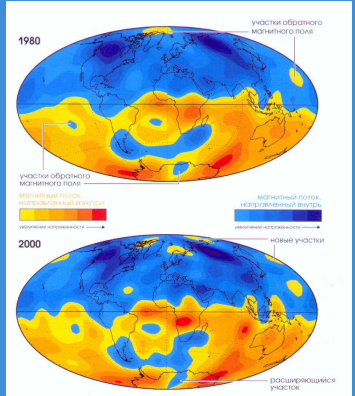 1980
участки обратного
магнитного поля
участки обратного
магнитного поля
магнитный поток,
направленный изнутри
увеличение напряженности
магнитный поток,
направленный внутрь
увеличение напряженности
2000
новые участки
расширяющийся
участок